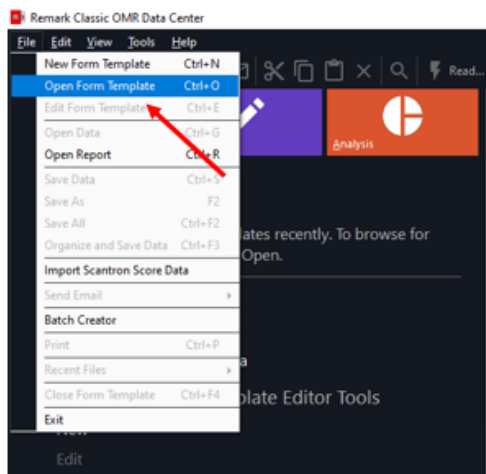 Remark Classic OMR Data Center
File Edit View Tools Help
New Form Template Ctrl+N
Open Form Template Ctrl+O
Edit Form Template Ctrl+E
Open Data Ctrl+G
Open Report Ctrl+R
Save Data Ctrl+S
Save As F2
Save All Ctrl+F2
Organize and Save Data Ctrl+F3
Import Scantron Score Data
Send Email
Batch Creator
Print Ctrl+P
Recent Files
Close Form Template Ctrl+F4
Exit
Read...
Analysis
lates recently. To browse for
Open.
a
plate Editor Tools
Edit